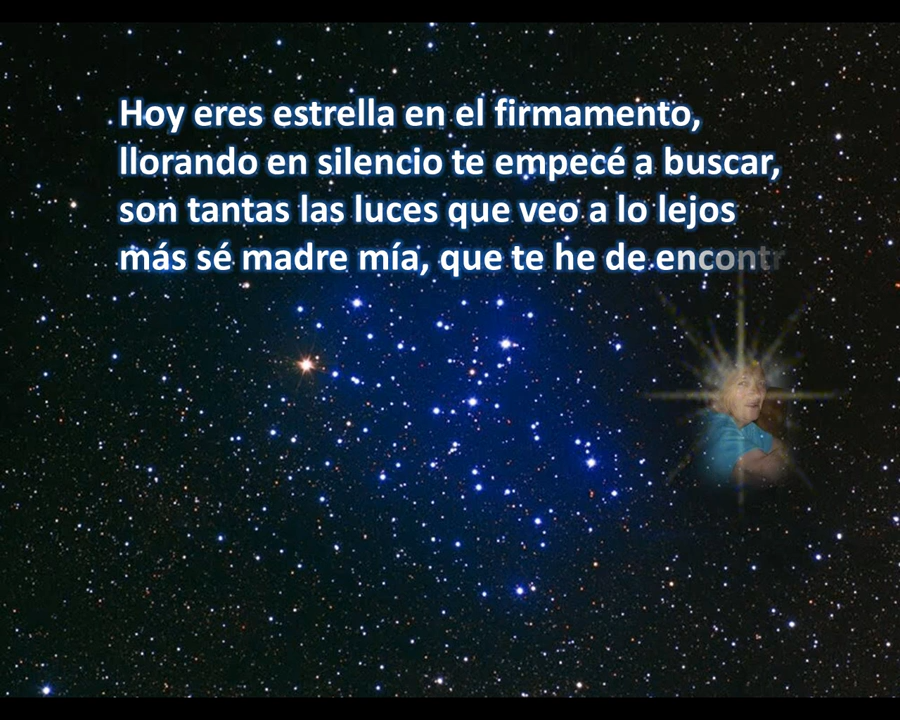 Hoy eres estrella en el firmamento,
llorando en silencio te empecé a buscar,
son tantas las luces que veo a lo lejos
más sé madre mía, que te he de encontr